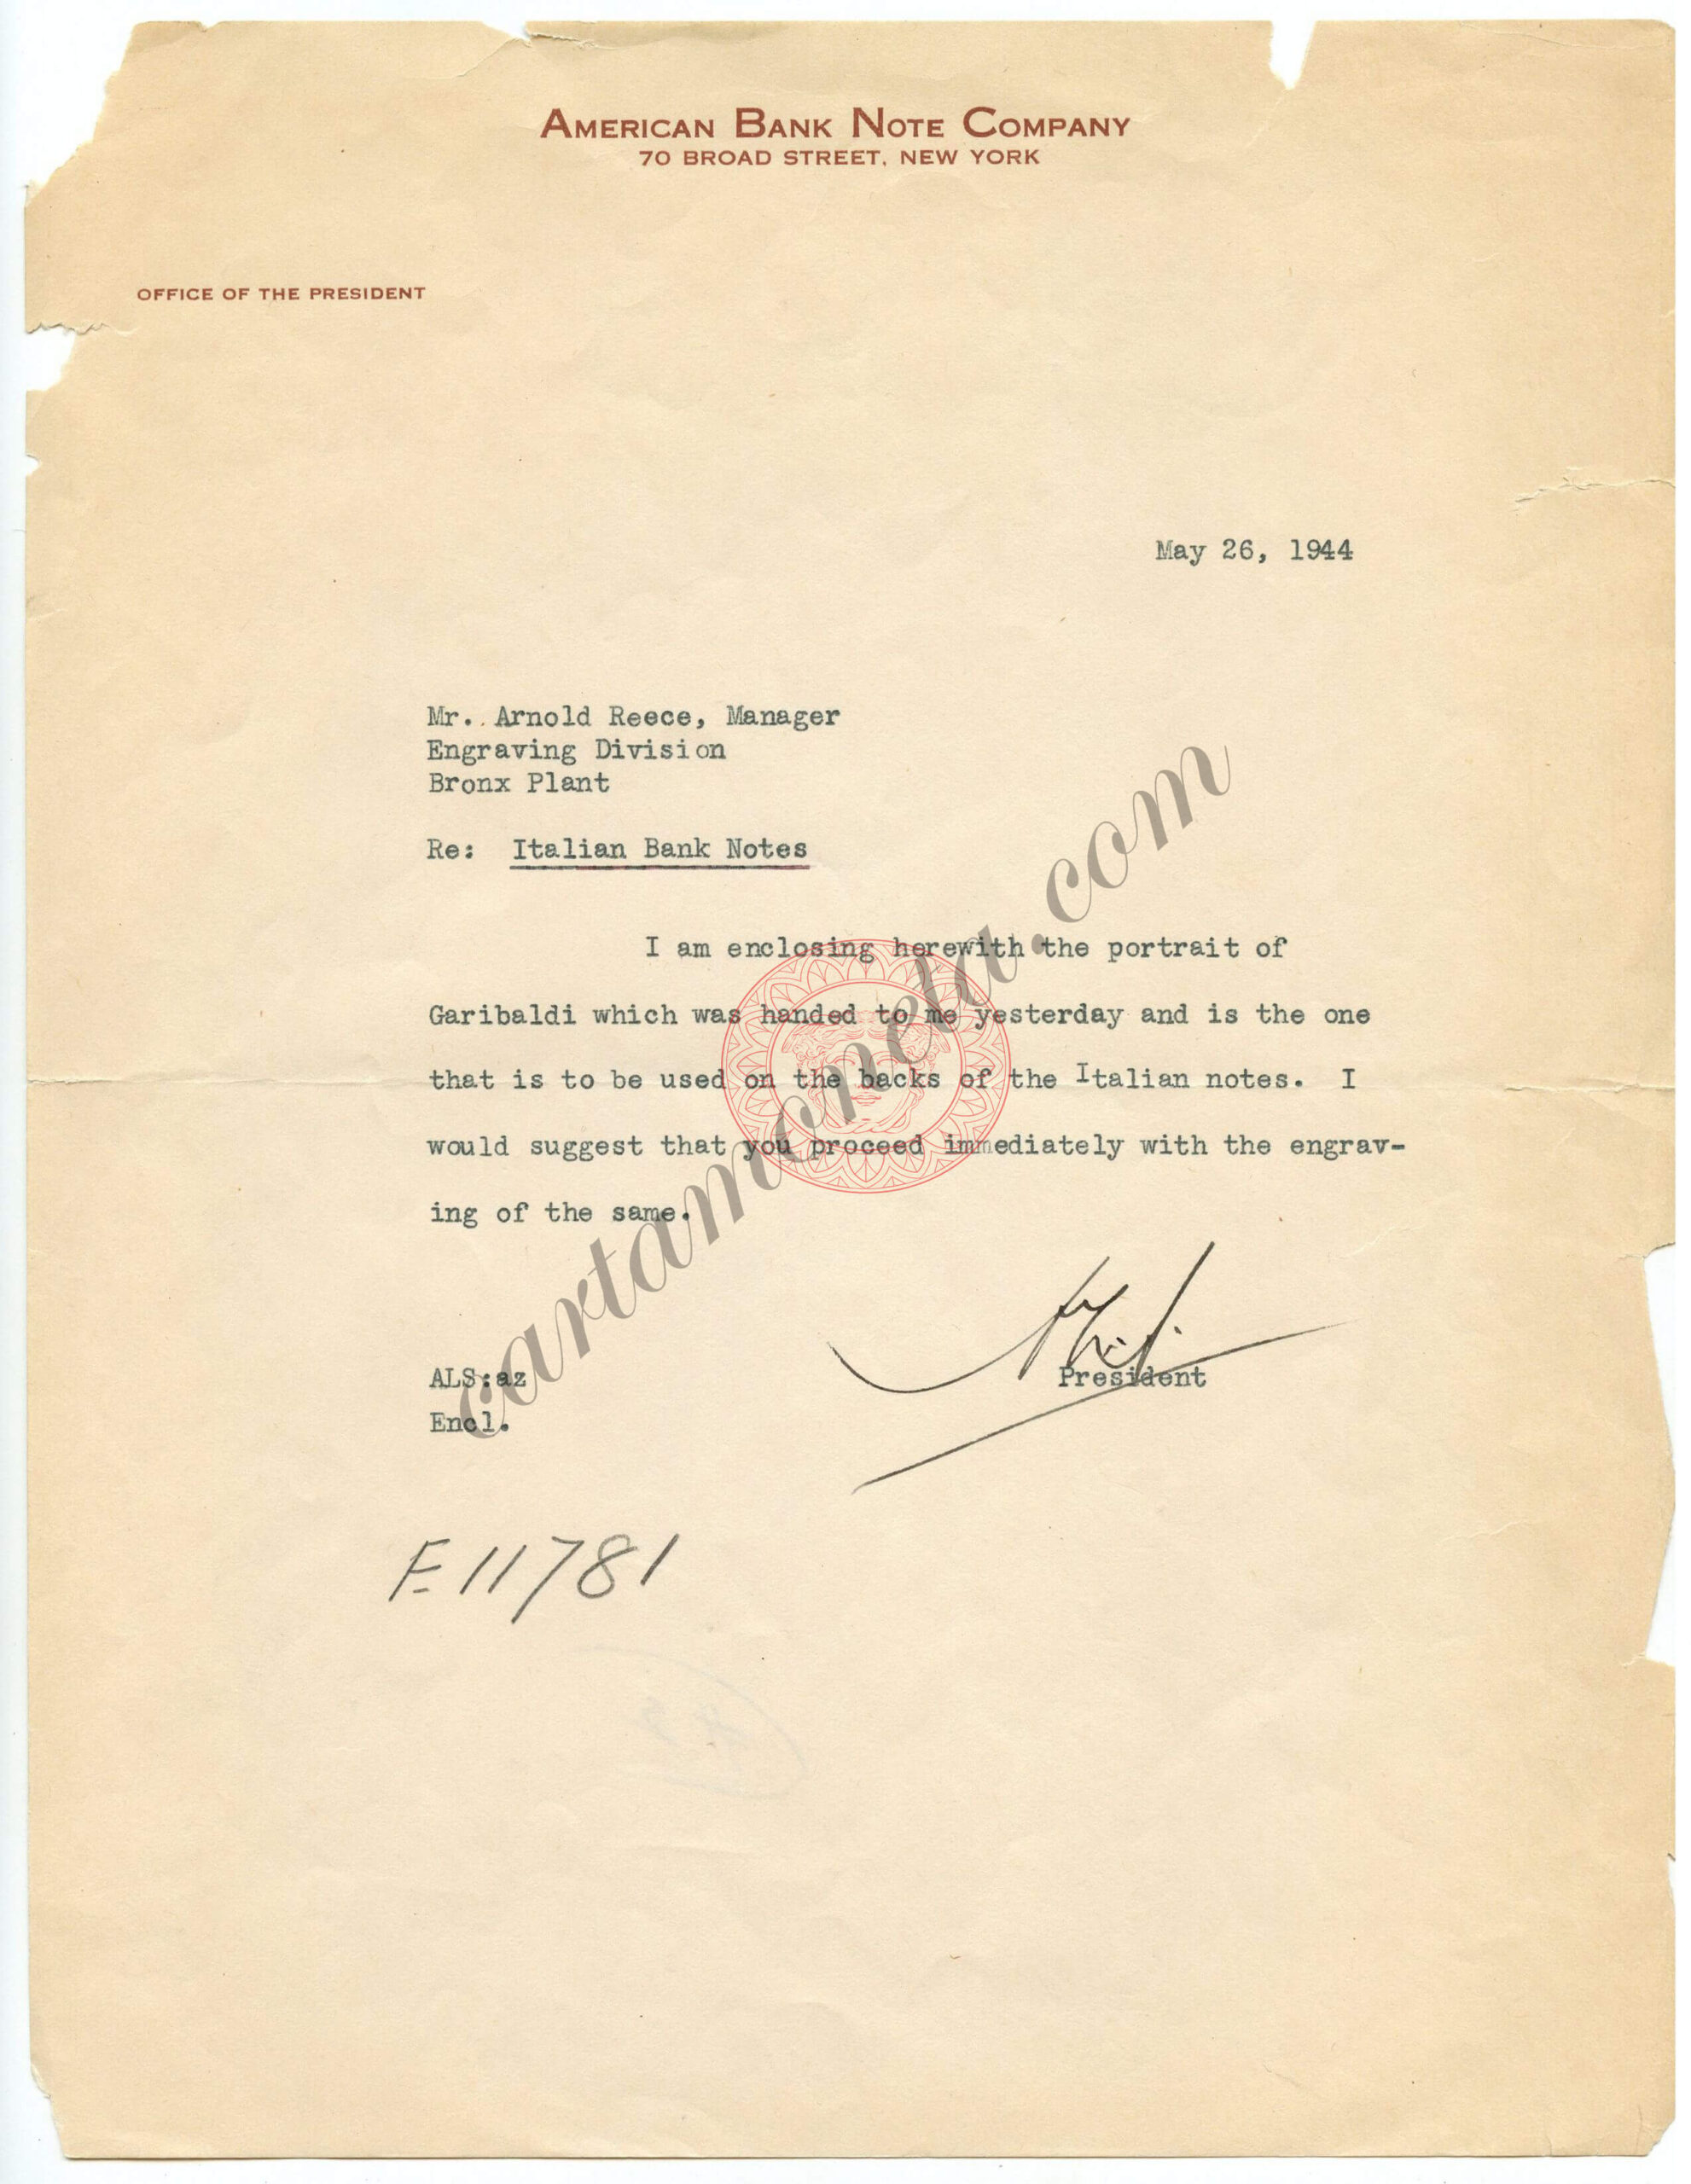 AMERICAN BANK NOTE COMPANY
70 BROAD STREET, NEW YORK
OFFICE OF THE PRESIDENT
May 26, 1944
Mr. Arnold Reece, Manager
Engraving Division
Bronx Plant
Re: Italian Bank Notes
I am enclosing herewith the portrait of
Garibaldi which was handed to me yesterday and is the one
that is to be used on the backs of the Italian notes. I
would suggest that you proceed immediately with the engrav-
ing of the same.
President
ALS:az
Encl.
F-11781
cartamoneta.com